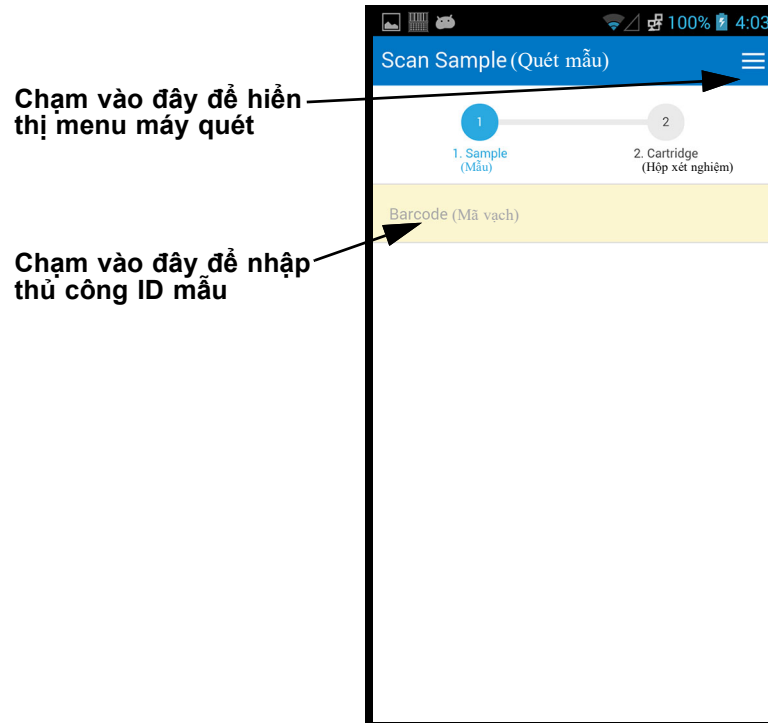 100% 4:03
Scan Sample (Quét mẫu)
Chạm vào đây để hiển
thị menu máy quét
1 2
1. Sample 2. Cartridge
(Mẫu) (Hộp xét nghiệm)
Barcode (Mã vạch)
Chạm vào đây để nhập
thủ công ID mẫu